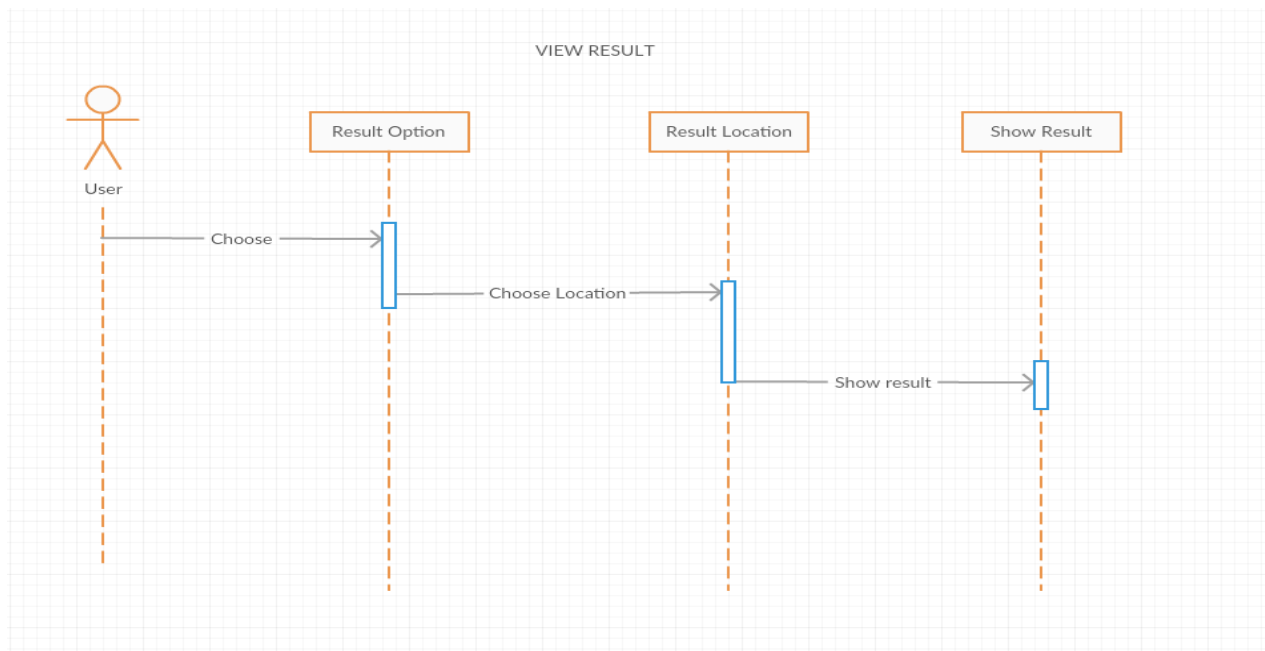 VIEW RESULT
Result Option
Result Location
Show Result
User
Choose
Choose Location
Show result